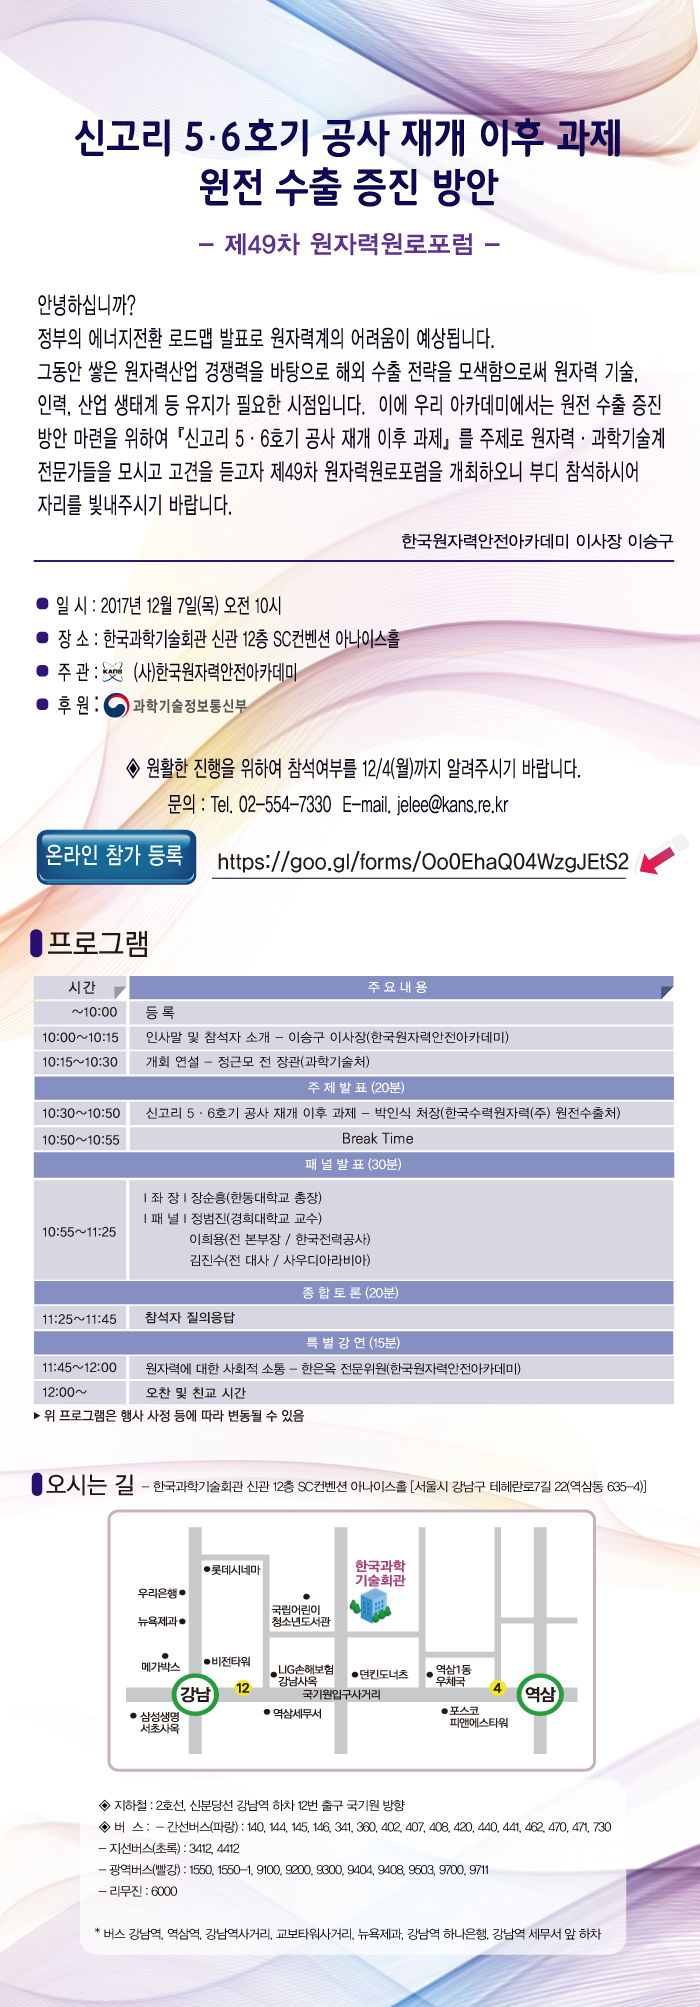 신고리 5·6호기 공사 재개 이후 과제
원전 수출 증진 방안
– 제49차 원자력원로포럼 –
안녕하십니까?
정부의 에너지전환 로드맵 발표로 원자력계의 어려움이 예상됩니다.
그동안 쌓은 원자력산업 경쟁력을 바탕으로 해외 수출 전략을 모색함으로써 원자력 기술,
인력, 산업 생태계 등 유지가 필요한 시점입니다. 이에 우리 아카데미에서는 원전 수출 증진
방안 마련을 위하여 『신고리 5·6호기 공사 재개 이후 과제』를 주제로 원자력·과학기술계
전문가들을 모시고 고견을 듣고자 제49차 원자력원로포럼을 개최하오니 부디 참석하시어
자리를 빛내주시기 바랍니다.
한국원자력안전아카데미 이사장 이승구
일 시 : 2017년 12월 7일(목) 오전 10시
장 소 : 한국과학기술회관 신관 12층 SC컨벤션 아나이스홀
주 관 : KANS (사)한국원자력안전아카데미
후 원 : 과학기술정보통신부
◈ 원활한 진행을 위하여 참석여부를 12/4(월)까지 알려주시기 바랍니다.
문의 : Tel. 02-554-7330 E-mail. jelee@kans.re.kr
온라인 참가 등록 https://goo.gl/forms/Oo0EhaQ04WzgJEtS2
프로그램
시간 주요내용
~10:00 등록
10:00~10:15 인사말 및 참석자 소개 – 이승구 이사장(한국원자력안전아카데미)
10:15~10:30 개회 연설 – 정근모 전 장관(과학기술처)
주 제 발 표 (20분)
10:30~10:50 신고리 5·6호기 공사 재개 이후 과제 – 박인식 처장(한국수력원자력(주) 원전수출처)
10:50~10:55 Break Time
패 널 발 표 (30분)
10:55~11:25
I 좌 장 I 장순흥(한동대학교 총장)
I 패 널 I 정범진(경희대학교 교수)
이희용(전 본부장 / 한국전력공사)
김진수(전 대사 / 사우디아라비아)
종 합 토 론 (20분)
11:25~11:45 참석자 질의응답
특 별 강 연 (15분)
11:45~12:00 원자력에 대한 사회적 소통 – 한은옥 전문위원(한국원자력안전아카데미)
12:00~ 오찬 및 친교 시간
▶ 위 프로그램은 행사 사정 등에 따라 변동될 수 있음
오시는 길 – 한국과학기술회관 신관 12층 SC컨벤션 아나이스홀 [서울시 강남구 테헤란로7길 22(역삼동 635-4)]
롯데시네마
한국과학
기술회관
우리은행
국립어린이
청소년도서관
뉴욕제과
메가박스
비전타워
LIG손해보험
강남사옥
던킨도너츠
역삼1동
우체국
강남
12
국기원입구사거리
4
역삼
삼성생명
서초사옥
역삼세무서
포스코
피앤에스타워
◈ 지하철 : 2호선, 신분당선 강남역 하차 12번 출구 국기원 방향
◈ 버 스 : – 간선버스(파랑) : 140, 144, 145, 146, 341, 360, 402, 407, 408, 420, 440, 441, 462, 470, 471, 730
– 지선버스(초록) : 3412, 4412
– 광역버스(빨강) : 1550, 1550-1, 9100, 9200, 9300, 9404, 9408, 9503, 9700, 9711
– 리무진 : 6000
* 버스 강남역, 역삼역, 강남역사거리, 교보타워사거리, 뉴욕제과, 강남역 하나은행, 강남역 세무서 앞 하차